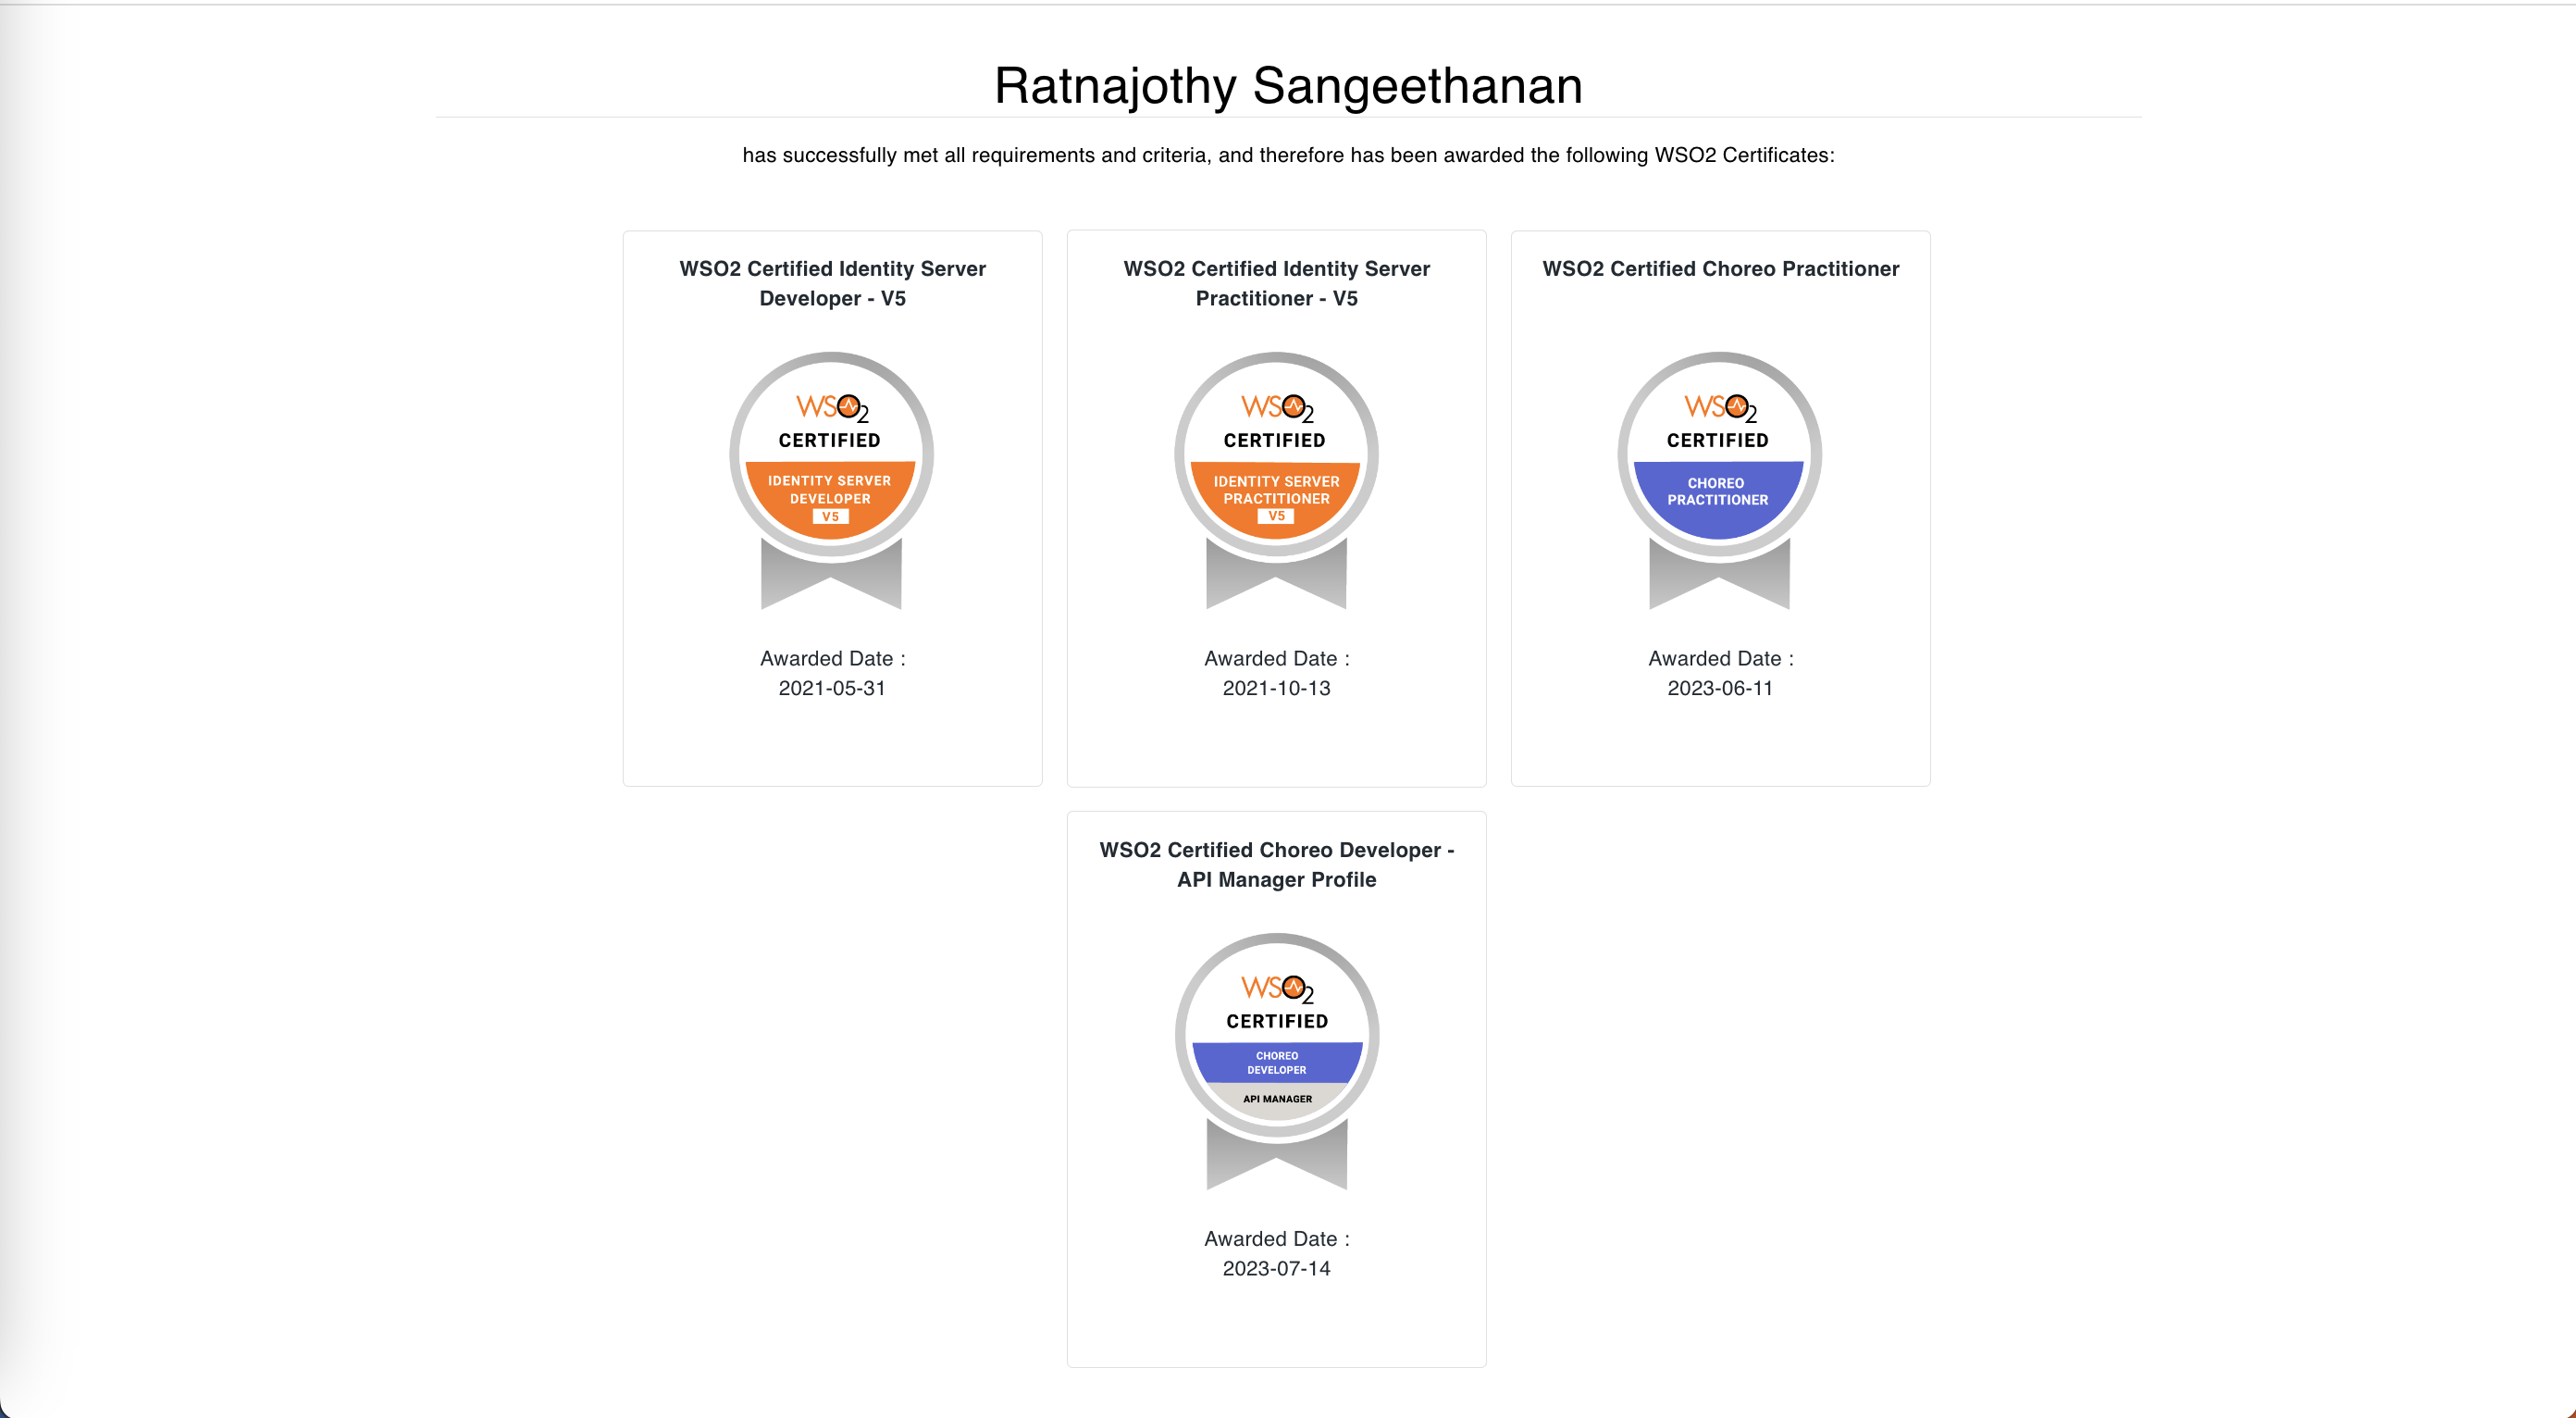 Ratnajothy Sangeethanan
has successfully met all requirements and criteria, and therefore has been awarded the following WSO2 Certificates:
WSO2 Certified Identity Server
Developer - V5
WSO2
CERTIFIED
IDENTITY SERVER
DEVELOPER
V5
Awarded Date :
2021-05-31
WSO2 Certified Identity Server
Practitioner - V5
WSO2
CERTIFIED
IDENTITY SERVER
PRACTITIONER
V5
Awarded Date :
2021-10-13
WSO2 Certified Choreo Practitioner
WSO2
CERTIFIED
CHOREO
PRACTITIONER
Awarded Date :
2023-06-11
WSO2 Certified Choreo Developer -
API Manager Profile
WSO2
CERTIFIED
CHOREO
DEVELOPER
API MANAGER
Awarded Date :
2023-07-14